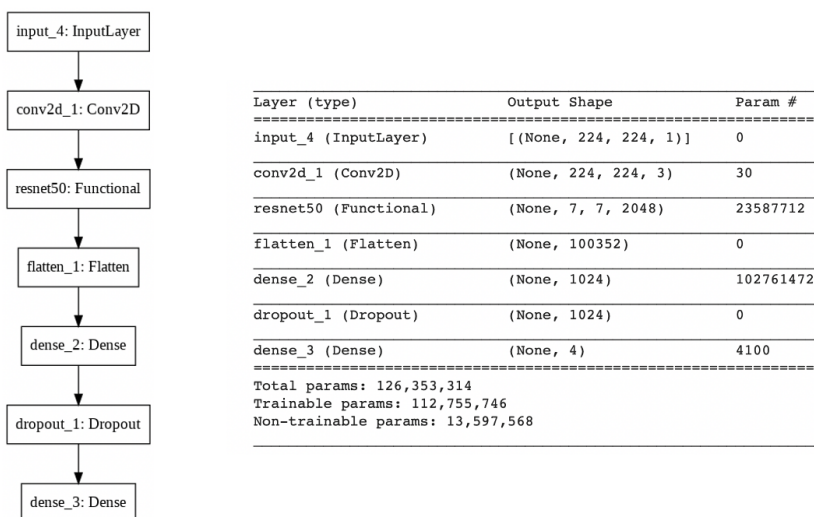 input_4: InputLayer
conv2d_1: Conv2D
resnet50: Functional
flatten_1: Flatten
dense_2: Dense
dropout_1: Dropout
dense_3: Dense
Layer (type) Output Shape Param #
input_4 (InputLayer) [(None, 224, 224, 1)] 0
conv2d_1 (Conv2D) (None, 224, 224, 3) 30
resnet50 (Functional) (None, 7, 7, 2048) 23587712
flatten_1 (Flatten) (None, 100352) 0
dense_2 (Dense) (None, 1024) 102761472
dropout_1 (Dropout) (None, 1024) 0
dense_3 (Dense) (None, 4) 4100
Total params: 126,353,314
Trainable params: 112,755,746
Non-trainable params: 13,597,568